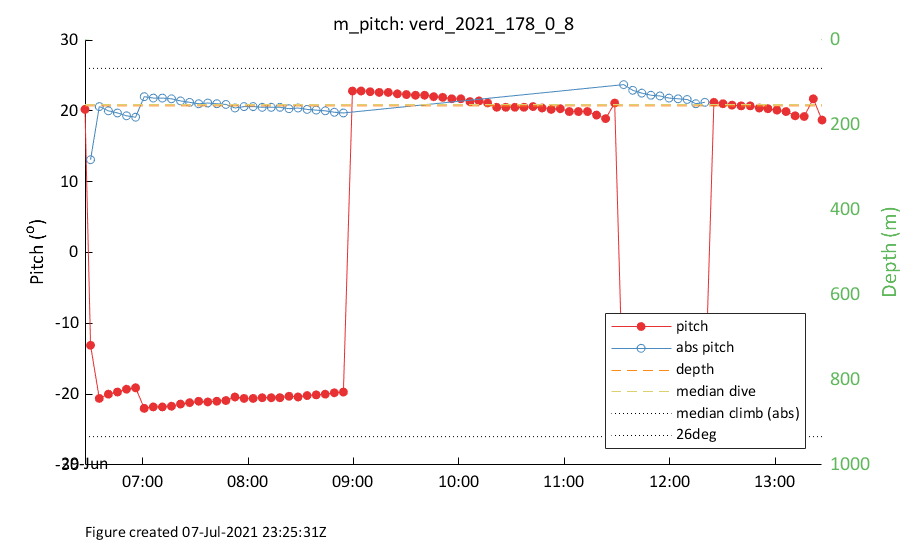 m_pitch: verd_2021_178_0_8
30
20
10
0
-10
-20
Pitch (º)
0
200
400
600
800
1000
Depth (m)
pitch
abs pitch
depth
median dive
median climb (abs)
26deg
07:00
08:00
09:00
10:00
11:00
12:00
13:00
Figure created 07-Jul-2021 23:25:31Z